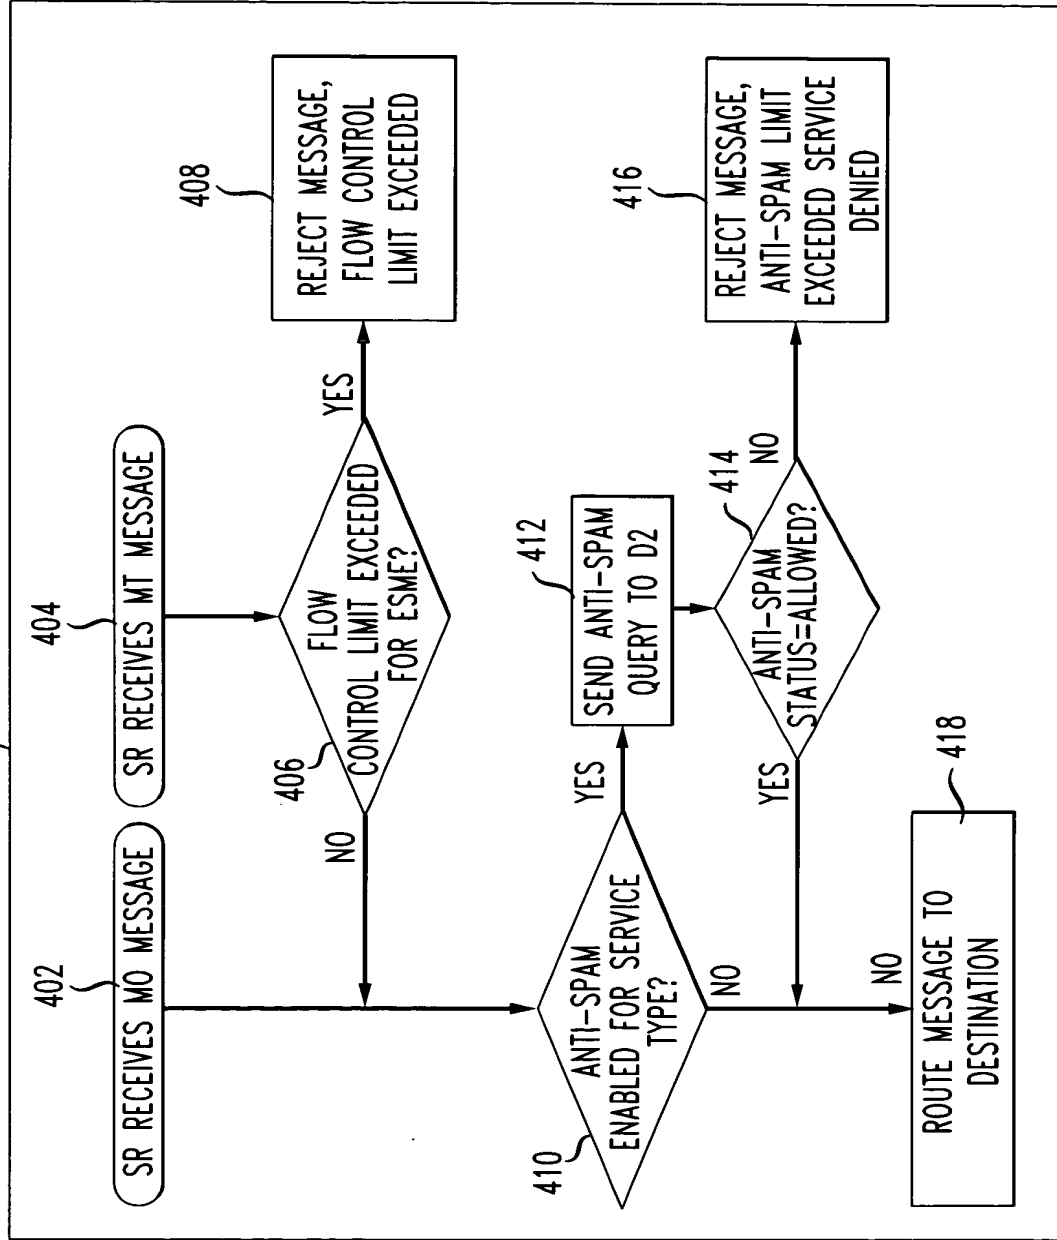 402
SR RECEIVES MO MESSAGE
404
SR RECEIVES MT MESSAGE
406
FLOW
CONTROL LIMIT EXCEEDED
FOR ESME?
NO
YES
408
REJECT MESSAGE,
FLOW CONTROL
LIMIT EXCEEDED
410
ANTI-SPAM
ENABLED FOR SERVICE
TYPE?
YES
NO
412
SEND ANTI-SPAM
QUERY TO D2
414
ANTI-SPAM
STATUS=ALLOWED?
YES
NO
416
REJECT MESSAGE,
ANTI-SPAM LIMIT
EXCEEDED SERVICE
DENIED
NO
418
ROUTE MESSAGE TO
DESTINATION